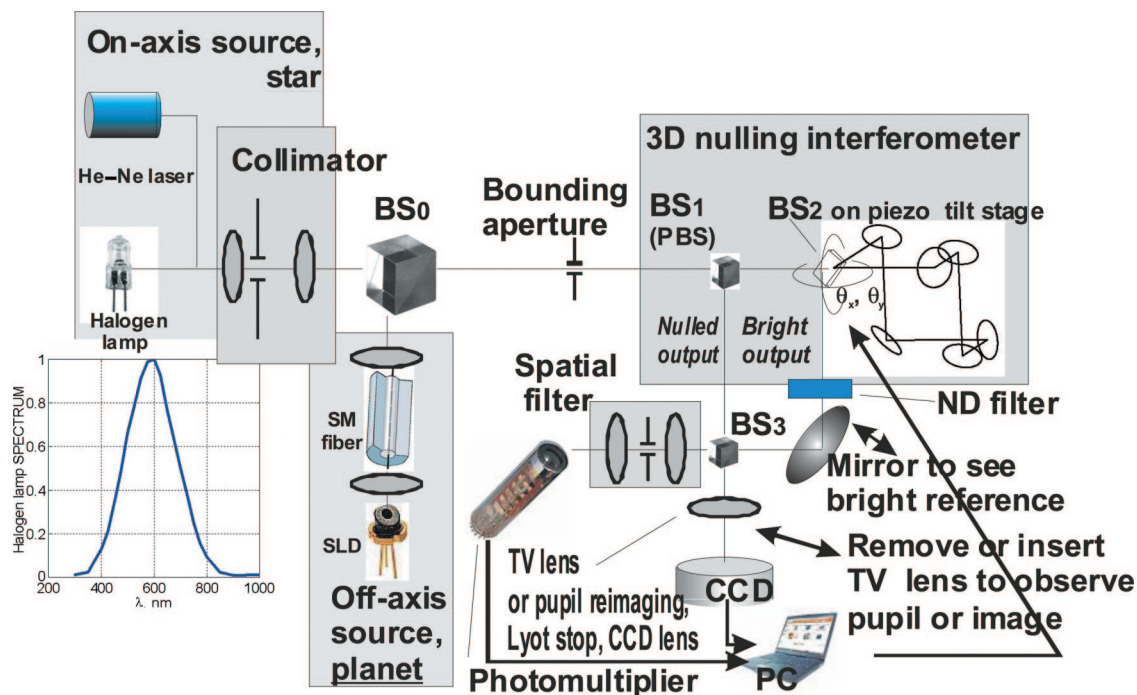 On-axis source,
star
He–Ne laser
Collimator
Halogen
lamp
BS0
Bounding
aperture
3D nulling interferometer
BS1
(PBS)
BS2 on piezo tilt stage
θx, θy
Nulled
output
Bright
output
Spatial
filter
ND filter
BS3
Mirror to see
bright reference
SM
fiber
SLD
Off-axis
source,
planet
Halogen lamp SPECTRUM
1
0.8
0.6
0.4
0.2
0
200
400
600
800
1000
λ, nm
TV lens
or pupil reimaging,
Lyot stop, CCD lens
CCD
Remove or insert
TV lens to observe
pupil or image
Photomultiplier
PC